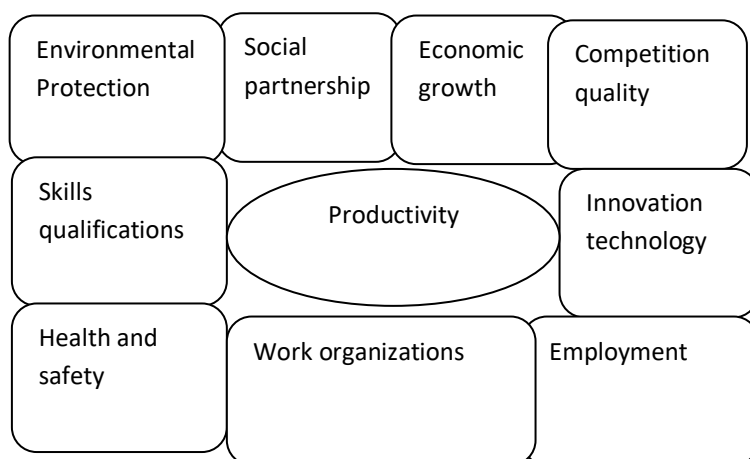 Environmental
Protection
Social
partnership
Economic
growth
Competition
quality
Skills
qualifications
Productivity
Innovation
technology
Health and
safety
Work organizations
Employment